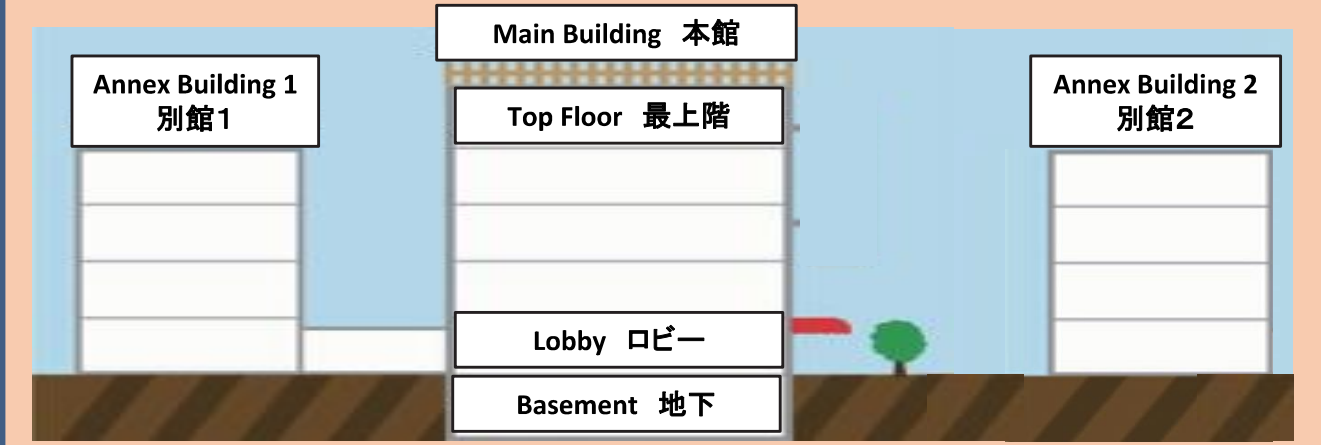 Main Building 本館
Annex Building 1
別館1
Top Floor 最上階
Annex Building 2
別館2
Lobby ロビー
Basement 地下